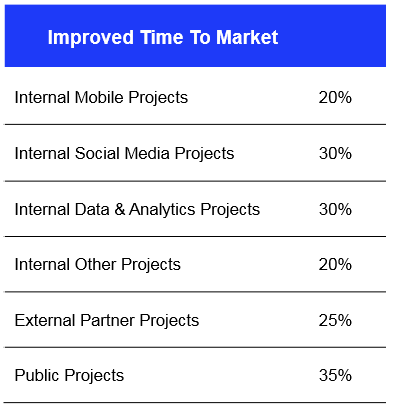 Improved Time To Market
Internal Mobile Projects 20%
Internal Social Media Projects 30%
Internal Data & Analytics Projects 30%
Internal Other Projects 20%
External Partner Projects 25%
Public Projects 35%